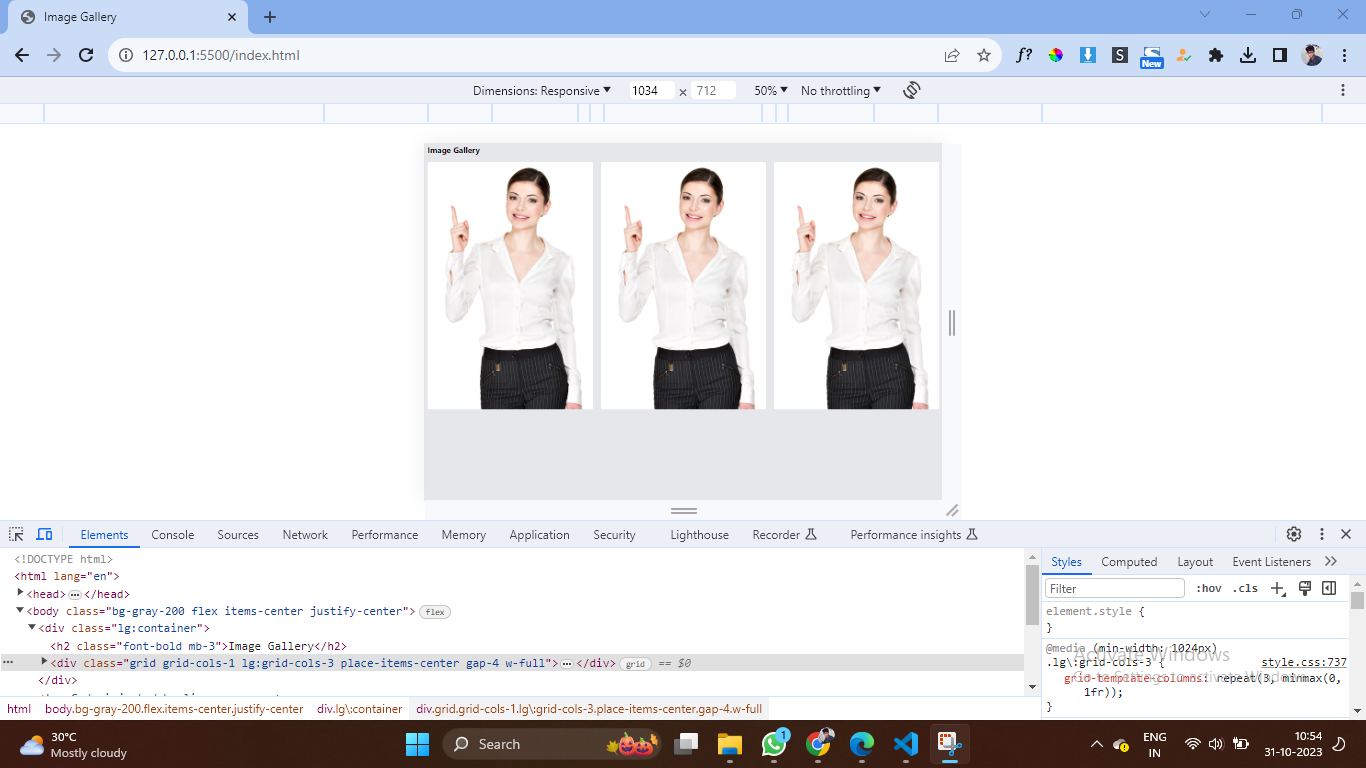 Image Gallery
127.0.0.1:5500/index.html
f?
S
New
Dimensions: Responsive ▼ 1034 × 712 50% ▼ No throttling ▼
Image Gallery
Elements Console Sources Network Performance Memory Application Security Lighthouse Recorder Performance insights
<!DOCTYPE html>
<html lang="en">
<head> ⋯ </head>
<body class="bg-gray-200 flex items-center justify-center"> flex
<div class="lg:container">
<h2 class="font-bold mb-3">Image Gallery</h2>
<div class="grid grid-cols-1 lg:grid-cols-3 place-items-center gap-4 w-full"> ⋯ </div> grid == $0
</div>
html body.bg-gray-200.flex.items-center.justify-center div.lg\:container div.grid.grid-cols-1.lg\:grid-cols-3.place-items-center.gap-4.w-full
Styles Computed Layout Event Listeners
Filter :hov .cls
element.style {
}
@media (min-width: 1024px)
.lg\:grid-cols-3 { style.css:737
grid-template-columns: repeat(3, minmax(0,
1fr));
}
Activate Windows
Go to Settings to activate Windows.
30°C
Mostly cloudy
Search
1
ENG
IN
10:54
31-10-2023